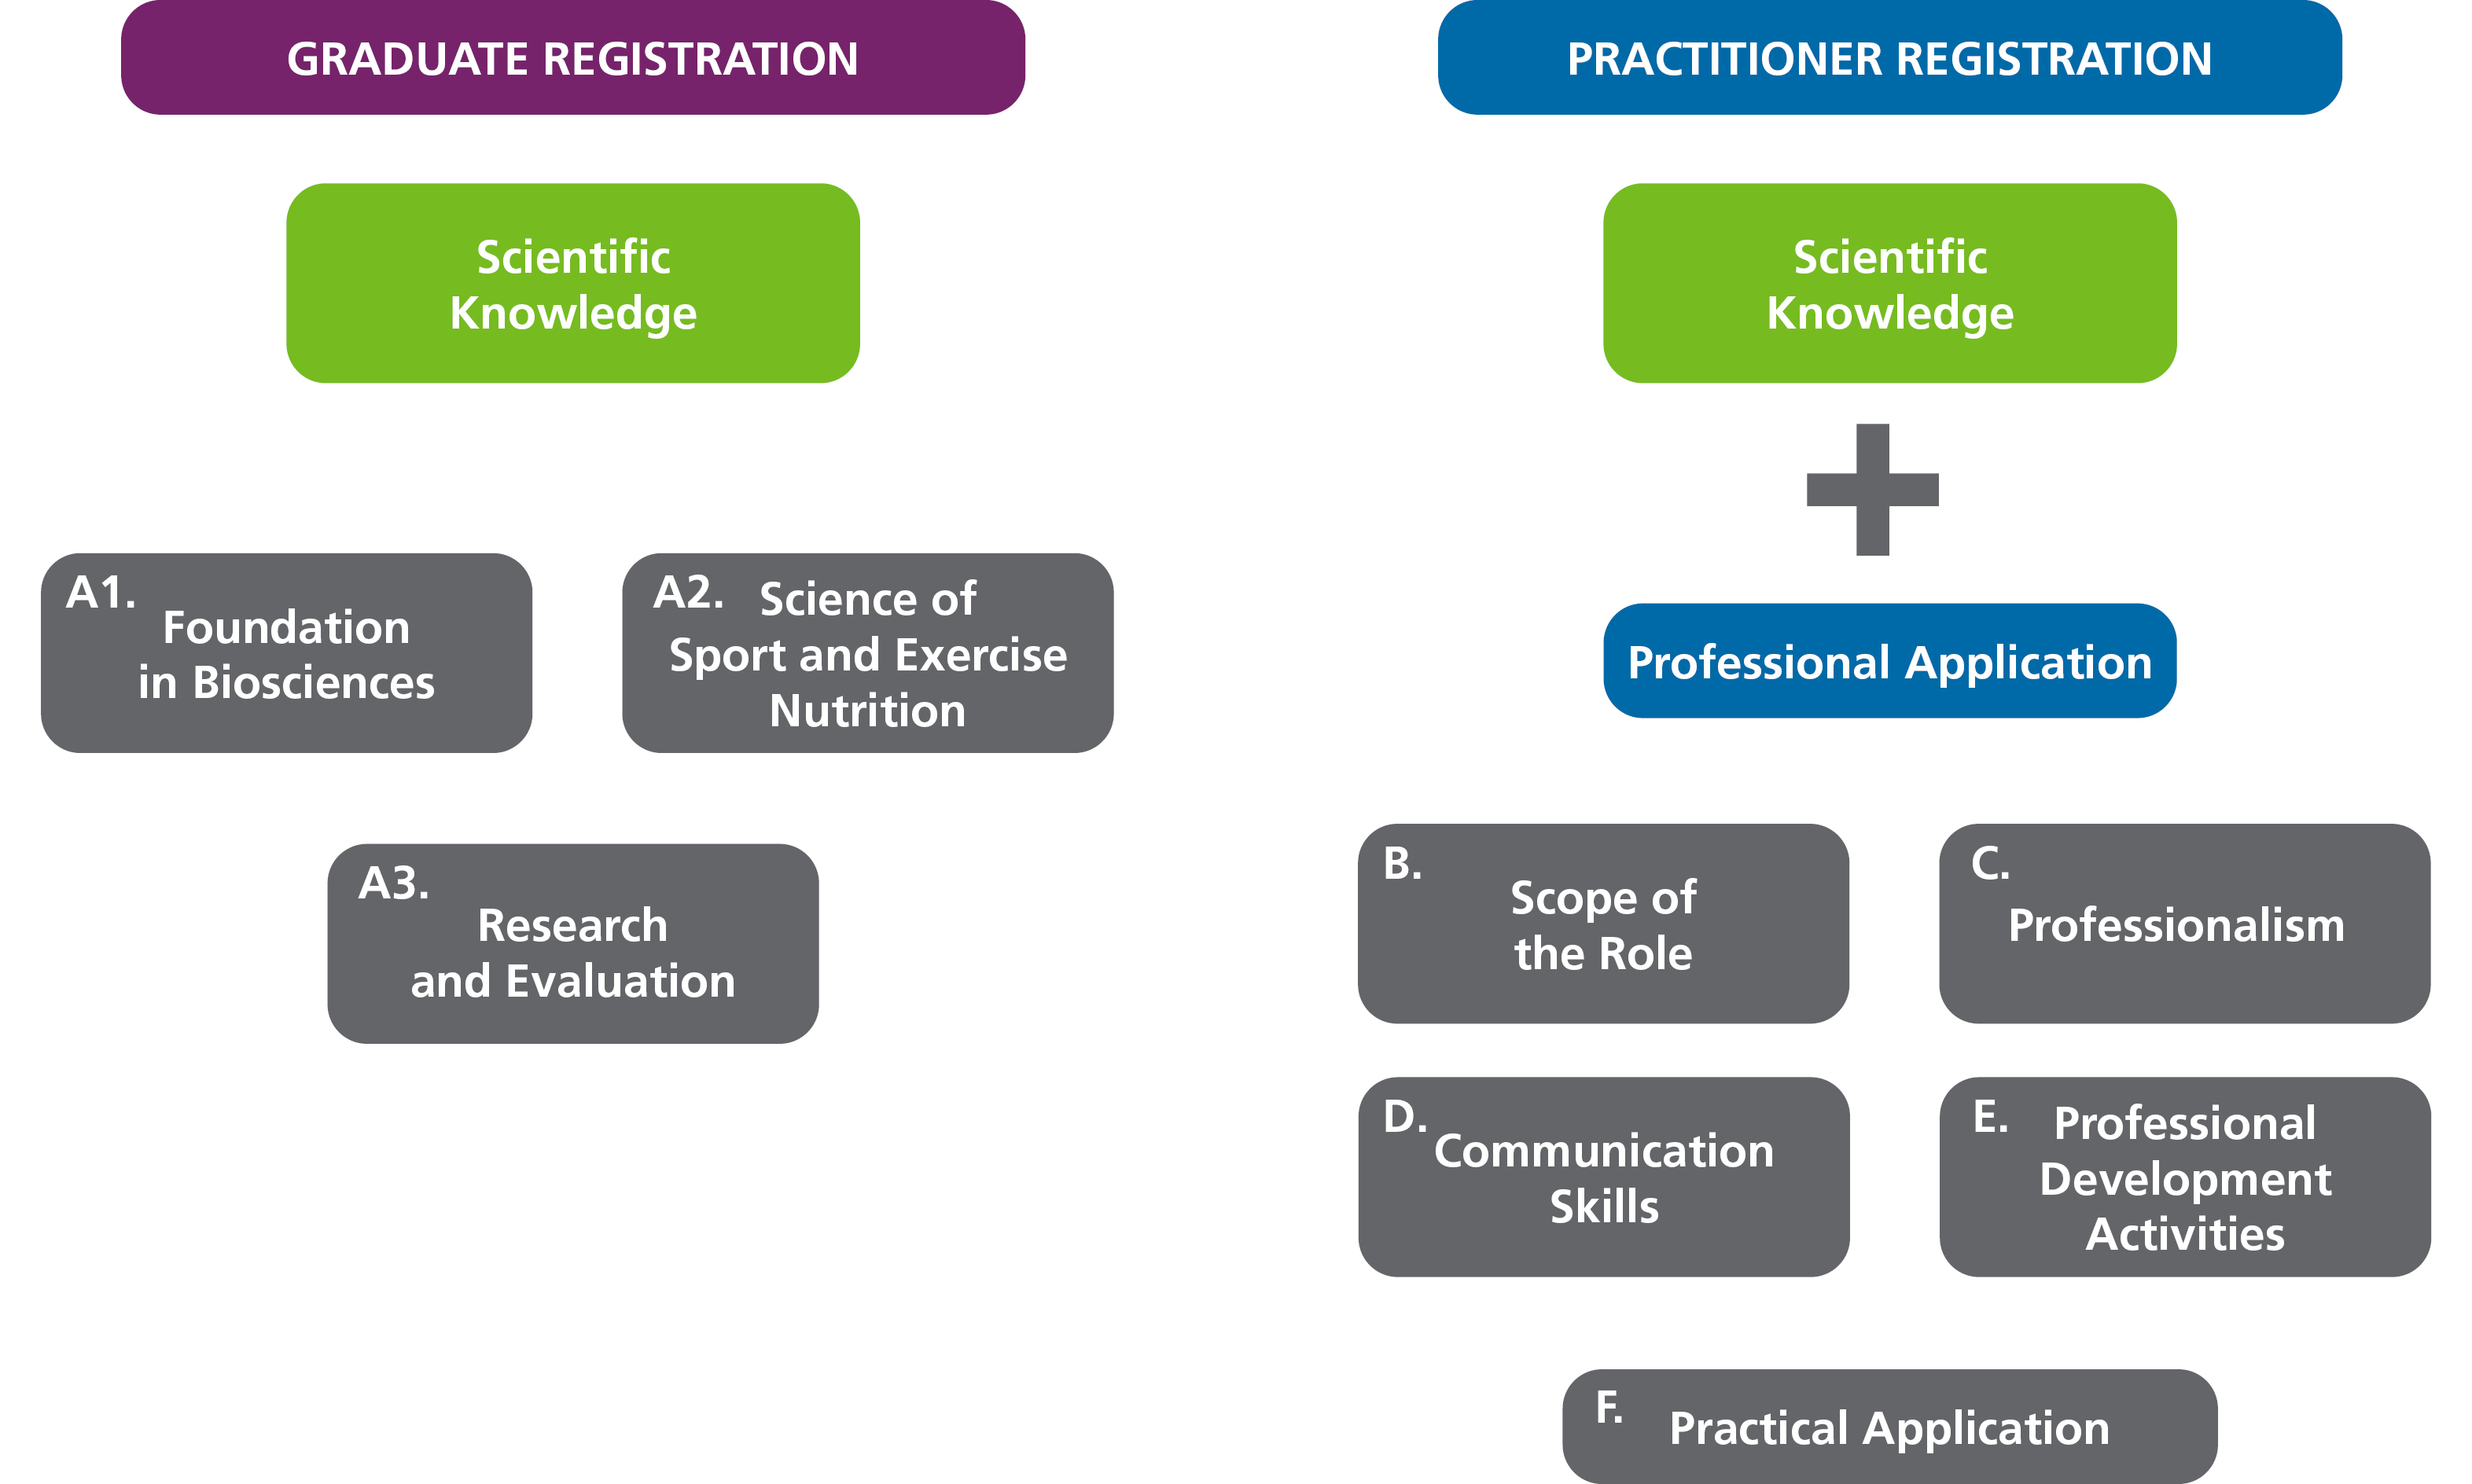 GRADUATE REGISTRATION
Scientific
Knowledge
A1.
Foundation
in Biosciences
A2.
Science of
Sport and Exercise
Nutrition
A3.
Research
and Evaluation
PRACTITIONER REGISTRATION
Scientific
Knowledge
+
Professional Application
B.
Scope of
the Role
C.
Professionalism
D.
Communication
Skills
E.
Professional
Development
Activities
F.
Practical Application